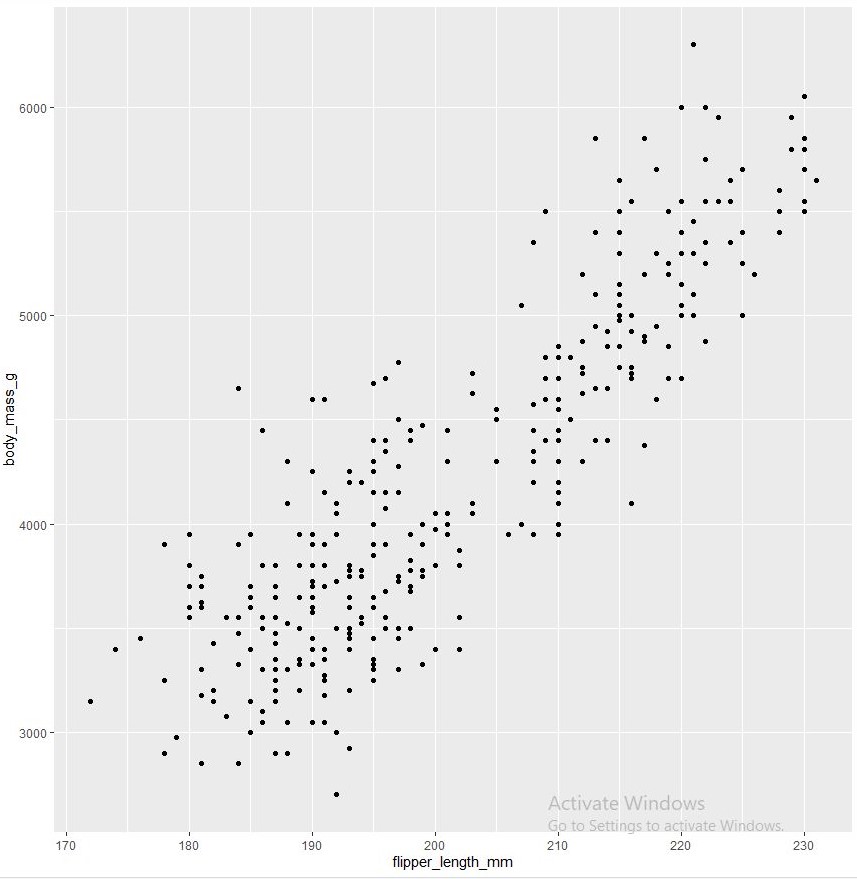 6000
5000
4000
3000
body_mass_g
170 180 190 200 210 220 230
flipper_length_mm
Activate Windows
Go to Settings to activate Windows.